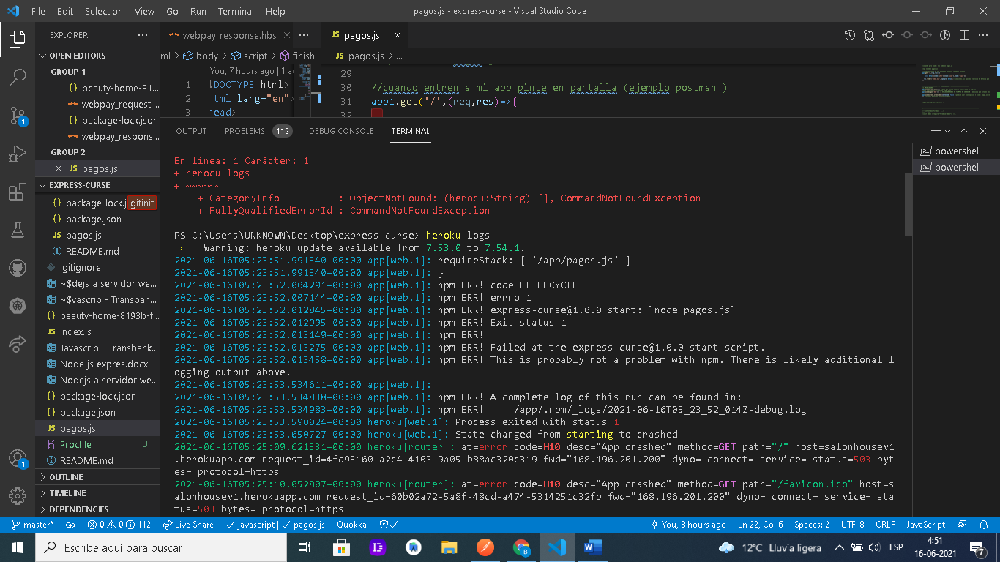 File Edit Selection View Go Run Terminal Help
pagos.js - express-curse - Visual Studio Code
EXPLORER
OPEN EDITORS
GROUP 1
beauty-home-81...
webpay_request...
package-lock.json
webpay_respons...
GROUP 2
pagos.js
EXPRESS-CURSE
package-lock.j gitinit
package.json
pagos.js
README.md
.gitignore
~$dejs a servidor we...
~$vascrip - Transban...
beauty-home-8193b-f...
index.js
Javascrip - Transbank...
Node js expres.docx
Nodejs a servidor we...
package-lock.json
package.json
pagos.js
Procfile U
README.md
OUTLINE
TIMELINE
DEPENDENCIES
webpay_response.hbs
tml > body > script > finish
You, 7 hours ago | 1 a
1 !DOCTYPE html>
2 html lang="en">
3 head>
pagos.js
pagos.js > ...
29
30 //cuando entren a mi app pinte en pantalla (ejemplo postman )
31 app1.get('/',(req,res)=>{
32
OUTPUT PROBLEMS 112 DEBUG CONSOLE TERMINAL
powershell
powershell
En línea: 1 Carácter: 1
+ herocu logs
+ ~~~~~~
+ CategoryInfo : ObjectNotFound: (herocu:String) [], CommandNotFoundException
+ FullyQualifiedErrorId : CommandNotFoundException
PS C:\Users\UNKNOWN\Desktop\express-curse> heroku logs
» Warning: heroku update available from 7.53.0 to 7.54.1.
2021-06-16T05:23:51.991340+00:00 app[web.1]: requireStack: [ '/app/pagos.js' ]
2021-06-16T05:23:51.991340+00:00 app[web.1]: }
2021-06-16T05:23:52.004291+00:00 app[web.1]: npm ERR! code ELIFECYCLE
2021-06-16T05:23:52.007144+00:00 app[web.1]: npm ERR! errno 1
2021-06-16T05:23:52.012845+00:00 app[web.1]: npm ERR! express-curse@1.0.0 start: `node pagos.js`
2021-06-16T05:23:52.012995+00:00 app[web.1]: npm ERR! Exit status 1
2021-06-16T05:23:52.013149+00:00 app[web.1]: npm ERR!
2021-06-16T05:23:52.013275+00:00 app[web.1]: npm ERR! Failed at the express-curse@1.0.0 start script.
2021-06-16T05:23:52.013458+00:00 app[web.1]: npm ERR! This is probably not a problem with npm. There is likely additional l
ogging output above.
2021-06-16T05:23:53.534611+00:00 app[web.1]:
2021-06-16T05:23:53.534838+00:00 app[web.1]: npm ERR! A complete log of this run can be found in:
2021-06-16T05:23:53.534983+00:00 app[web.1]: npm ERR! /app/.npm/_logs/2021-06-16T05_23_52_014Z-debug.log
2021-06-16T05:23:53.590024+00:00 heroku[web.1]: Process exited with status 1
2021-06-16T05:23:53.650727+00:00 heroku[web.1]: State changed from starting to crashed
2021-06-16T05:25:09.621331+00:00 heroku[router]: at=error code=H10 desc="App crashed" method=GET path="/" host=salonhousev1
.herokuapp.com request_id=4fd93160-a2c4-4103-9a05-b88ac320c319 fwd="168.196.201.200" dyno= connect= service= status=503 byt
es= protocol=https
2021-06-16T05:25:10.052807+00:00 heroku[router]: at=error code=H10 desc="App crashed" method=GET path="/favicon.ico" host=s
alonhousev1.herokuapp.com request_id=60b02a72-5a8f-48cd-a474-5314251c32fb fwd="168.196.201.200" dyno= connect= service= sta
tus=503 bytes= protocol=https
master* 0 0 112 Live Share javascript | pagos.js Quokka You, 8 hours ago Ln 22, Col 6 Spaces: 2 UTF-8 CRLF JavaScript
Escribe aquí para buscar
12°C Lluvia ligera ESP
4:51
16-06-2021
7